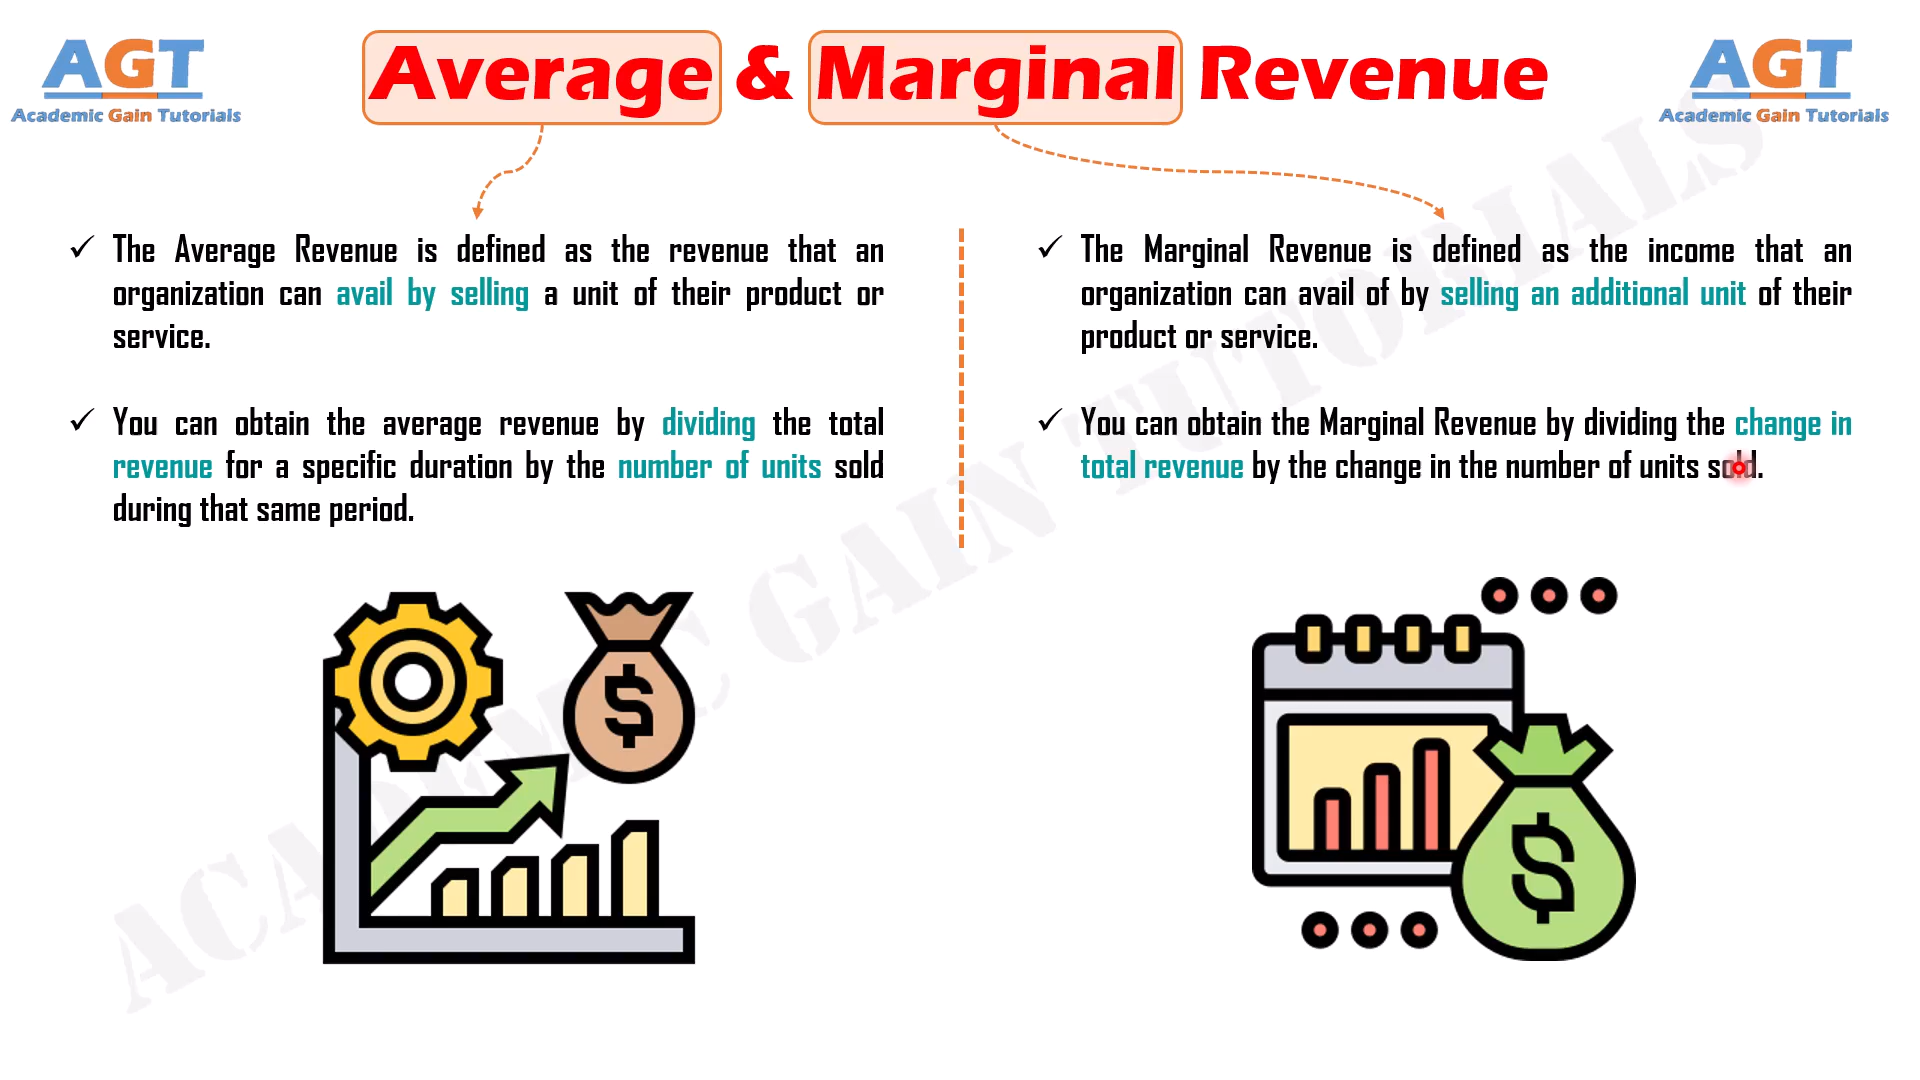 AGT
Academic Gain Tutorials
Average & Marginal Revenue
AGT
Academic Gain Tutorials
✓ The Average Revenue is defined as the revenue that an
organization can avail by selling a unit of their product or
service.
✓ You can obtain the average revenue by dividing the total
revenue for a specific duration by the number of units sold
during that same period.
✓ The Marginal Revenue is defined as the income that an
organization can avail of by selling an additional unit of their
product or service.
✓ You can obtain the Marginal Revenue by dividing the change in
total revenue by the change in the number of units sold.
$
$
ACADEMIC GAIN TUTORIALS